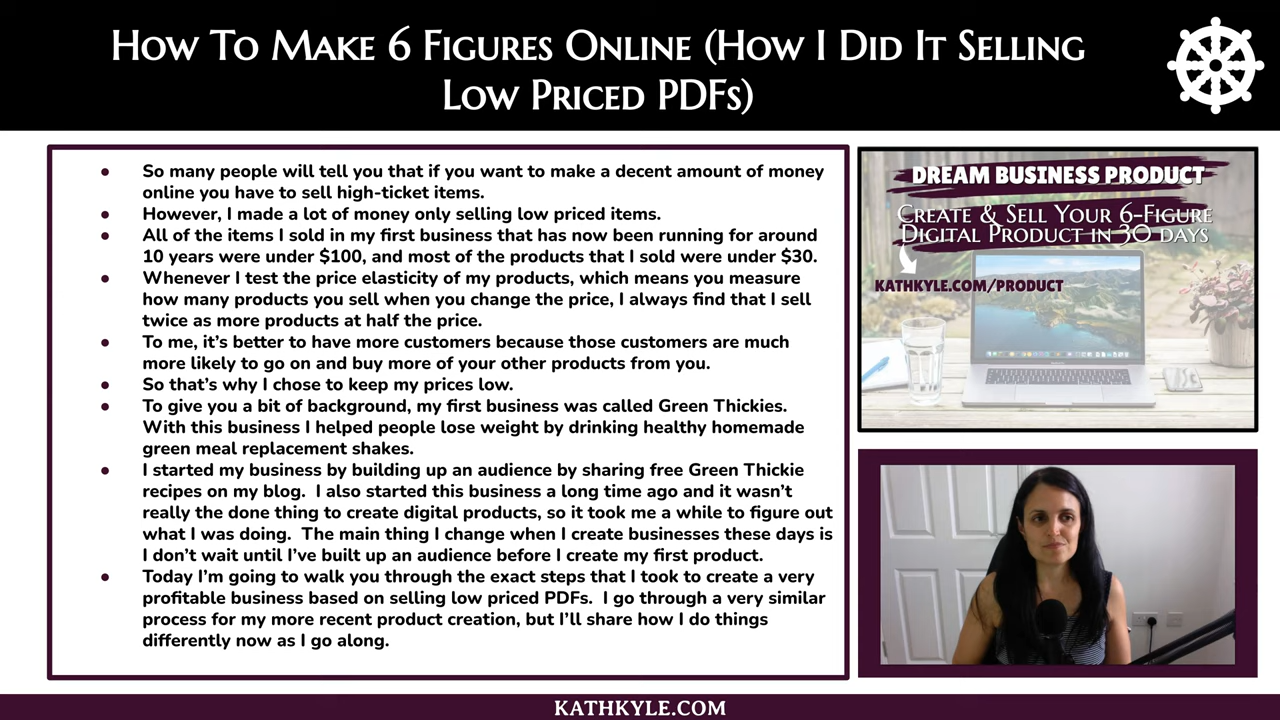 How To Make 6 Figures Online (How I Did It Selling
Low Priced PDFs)
● So many people will tell you that if you want to make a decent amount of money
online you have to sell high-ticket items.
● However, I made a lot of money only selling low priced items.
● All of the items I sold in my first business that has now been running for around
10 years were under $100, and most of the products that I sold were under $30.
● Whenever I test the price elasticity of my products, which means you measure
how many products you sell when you change the price, I always find that I sell
twice as more products at half the price.
● To me, it’s better to have more customers because those customers are much
more likely to go on and buy more of your other products from you.
● So that’s why I chose to keep my prices low.
● To give you a bit of background, my first business was called Green Thickies.
With this business I helped people lose weight by drinking healthy homemade
green meal replacement shakes.
● I started my business by building up an audience by sharing free Green Thickie
recipes on my blog.  I also started this business a long time ago and it wasn’t
really the done thing to create digital products, so it took me a while to figure out
what I was doing.  The main thing I change when I create businesses these days is
I don’t wait until I’ve built up an audience before I create my first product.
● Today I’m going to walk you through the exact steps that I took to create a very
profitable business based on selling low priced PDFs.  I go through a very similar
process for my more recent product creation, but I’ll share how I do things
differently now as I go along.
DREAM BUSINESS PRODUCT
Create & Sell Your 6-Figure
Digital Product in 30 days
KATHKYLE.COM/PRODUCT
KATHKYLE.COM